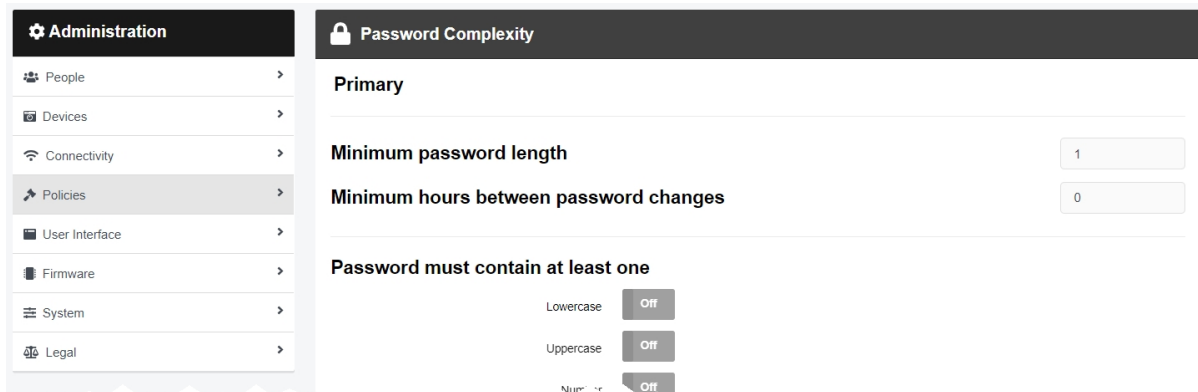 Administration
People
Devices
Connectivity
Policies
User Interface
Firmware
System
Legal
Password Complexity
Primary
Minimum password length 1
Minimum hours between password changes 0
Password must contain at least one
Lowercase Off
Uppercase Off
Off